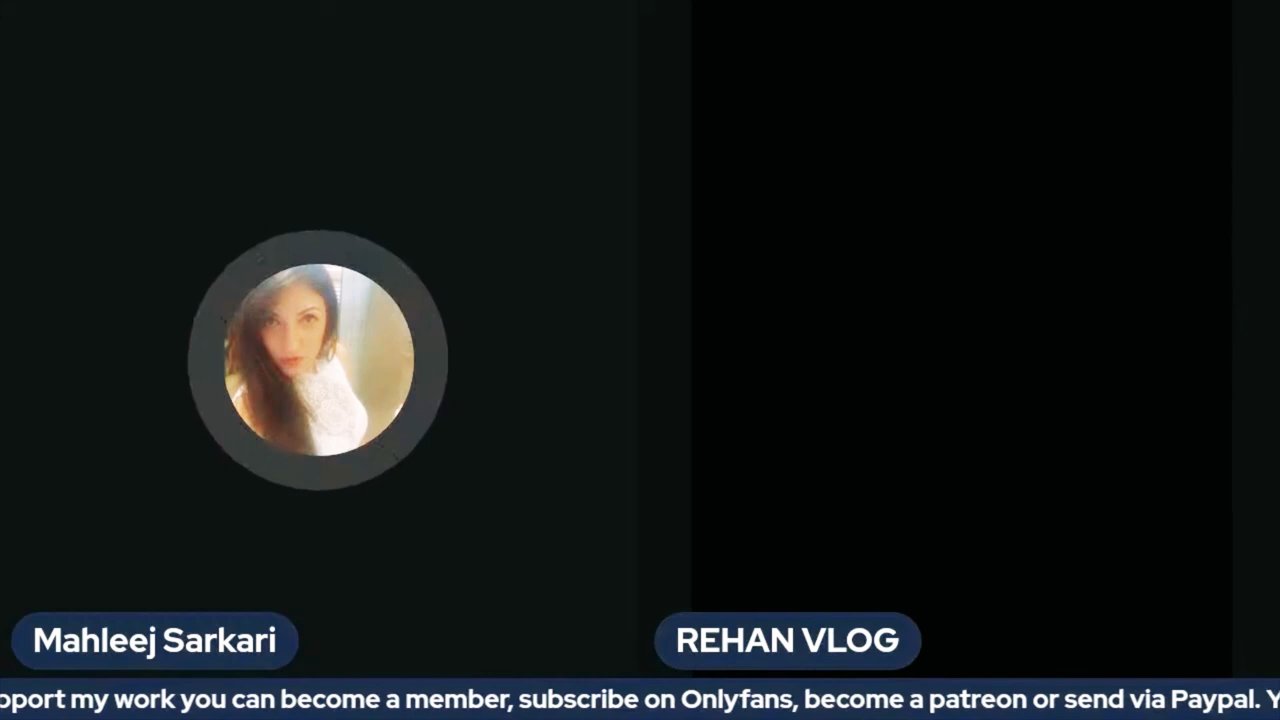 Mahleej Sarkari
REHAN VLOG
pport my work you can become a member, subscribe on Onlyfans, become a patreon or send via Paypal. Y